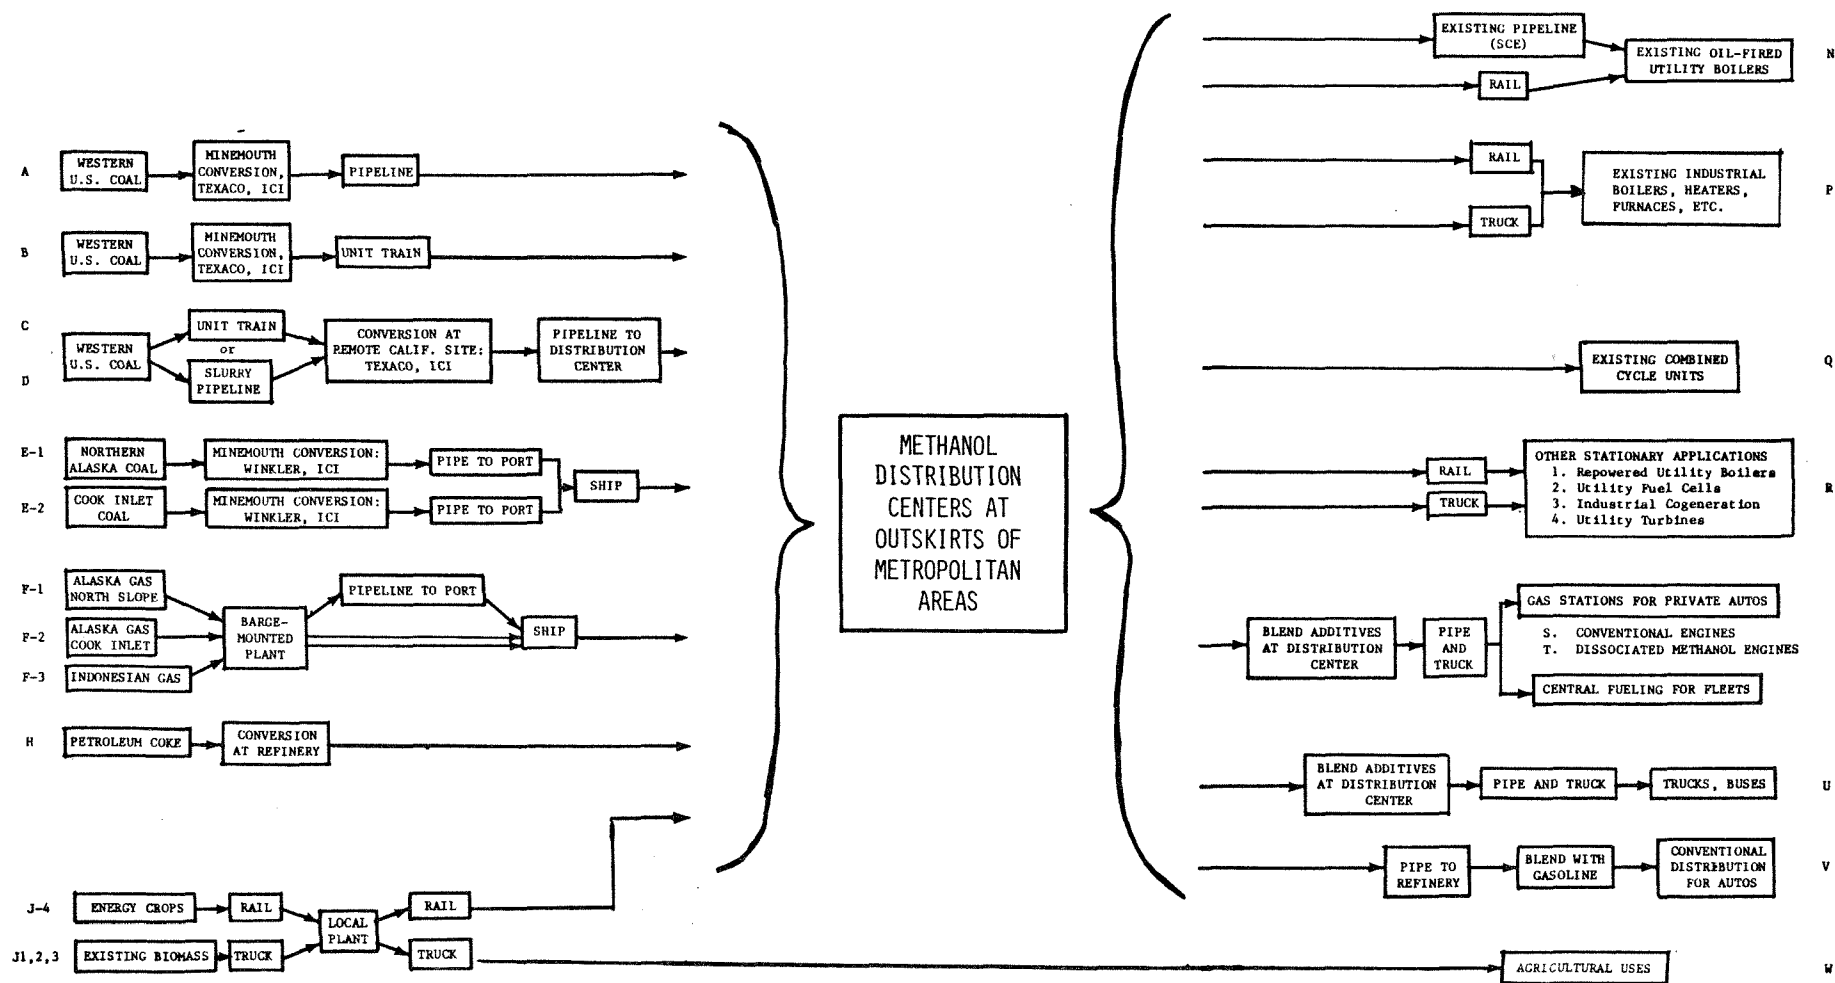 A
WESTERN
U.S. COAL
MINEMOUTH
CONVERSION,
TEXACO, ICI
PIPELINE
B
WESTERN
U.S. COAL
MINEMOUTH
CONVERSION,
TEXACO, ICI
UNIT TRAIN
C
D
WESTERN
U.S. COAL
UNIT TRAIN
or
SLURRY
PIPELINE
CONVERSION AT
REMOTE CALIF. SITE:
TEXACO, ICI
PIPELINE TO
DISTRIBUTION
CENTER
E-1
NORTHERN
ALASKA COAL
MINEMOUTH CONVERSION:
WINKLER, ICI
PIPE TO PORT
E-2
COOK INLET
COAL
MINEMOUTH CONVERSION:
WINKLER, ICI
PIPE TO PORT
SHIP
F-1
ALASKA GAS
NORTH SLOPE
F-2
ALASKA GAS
COOK INLET
F-3
INDONESIAN GAS
BARGE-
MOUNTED
PLANT
PIPELINE TO PORT
SHIP
H
PETROLEUM COKE
CONVERSION
AT REFINERY
J-4
ENERGY CROPS
RAIL
J1,2,3
EXISTING BIOMASS
TRUCK
LOCAL
PLANT
RAIL
TRUCK
METHANOL
DISTRIBUTION
CENTERS AT
OUTSKIRTS OF
METROPOLITAN
AREAS
EXISTING PIPELINE
(SCE)
RAIL
EXISTING OIL-FIRED
UTILITY BOILERS
N
RAIL
TRUCK
EXISTING INDUSTRIAL
BOILERS, HEATERS,
FURNACES, ETC.
P
EXISTING COMBINED
CYCLE UNITS
Q
RAIL
TRUCK
OTHER STATIONARY APPLICATIONS
1. Repowered Utility Boilers
2. Utility Fuel Cells
3. Industrial Cogeneration
4. Utility Turbines
R
BLEND ADDITIVES
AT DISTRIBUTION
CENTER
PIPE
AND
TRUCK
GAS STATIONS FOR PRIVATE AUTOS
S. CONVENTIONAL ENGINES
T. DISSOCIATED METHANOL ENGINES
CENTRAL FUELING FOR FLEETS
BLEND ADDITIVES
AT DISTRIBUTION
CENTER
PIPE AND TRUCK
TRUCKS, BUSES
U
PIPE TO
REFINERY
BLEND WITH
GASOLINE
CONVENTIONAL
DISTRIBUTION
FOR AUTOS
V
AGRICULTURAL USES
W